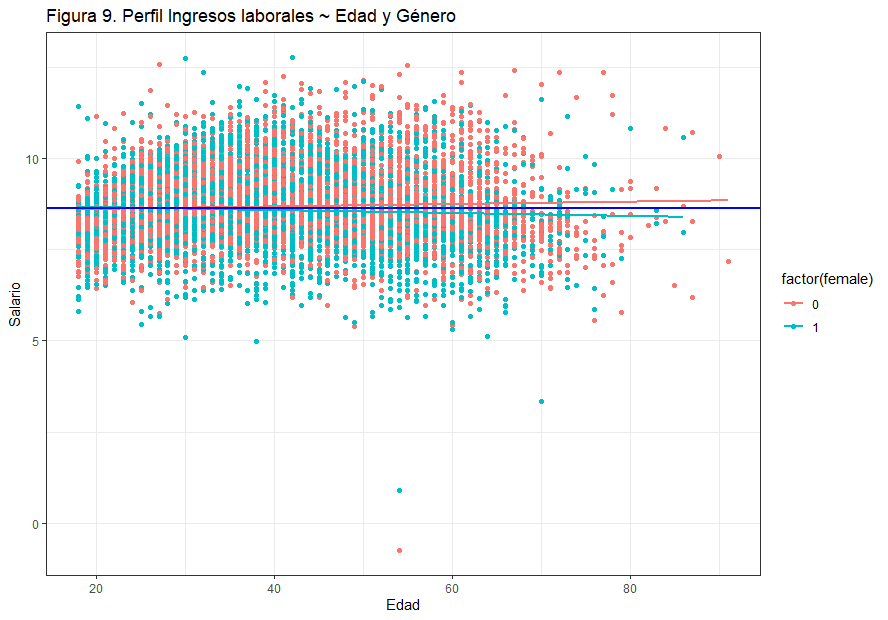 Figura 9. Perfil Ingresos laborales ~ Edad y Género
10
5
0
Salario
20 40 60 80
Edad
factor(female)
0
1